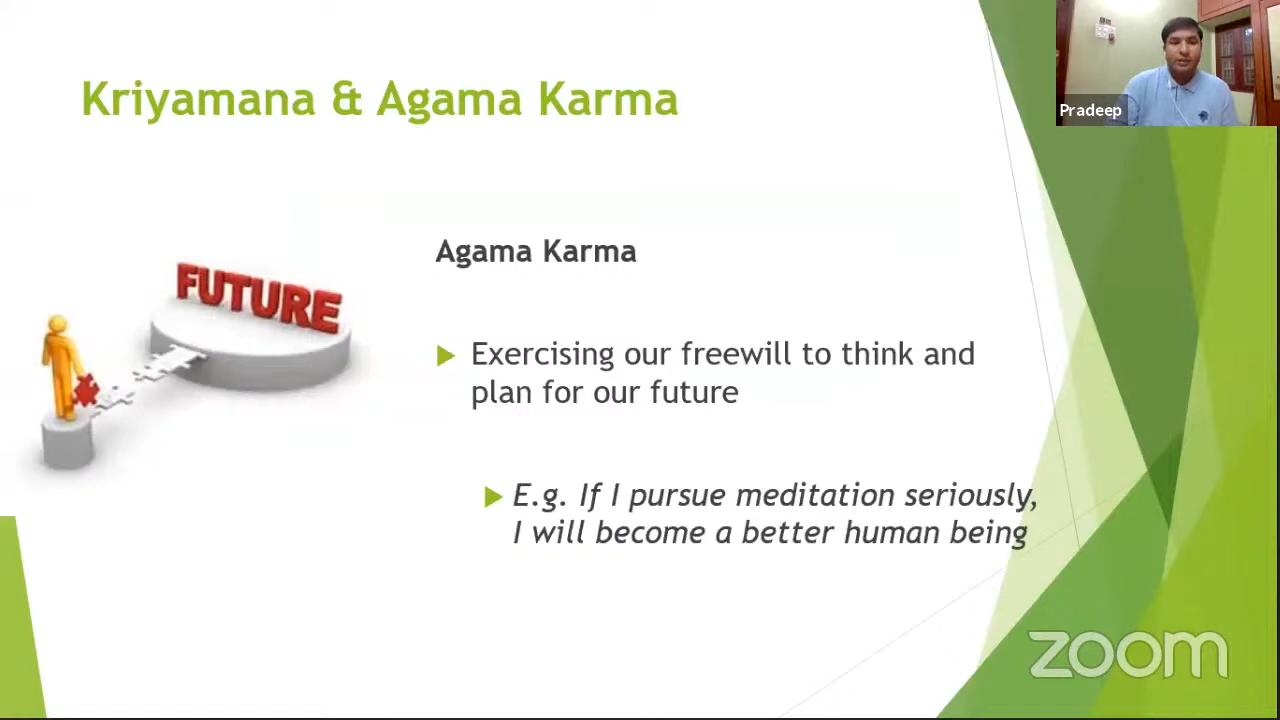 Kriyamana & Agama Karma
Pradeep
FUTURE
Agama Karma
Exercising our freewill to think and
plan for our future
E.g. If I pursue meditation seriously,
I will become a better human being
zoom